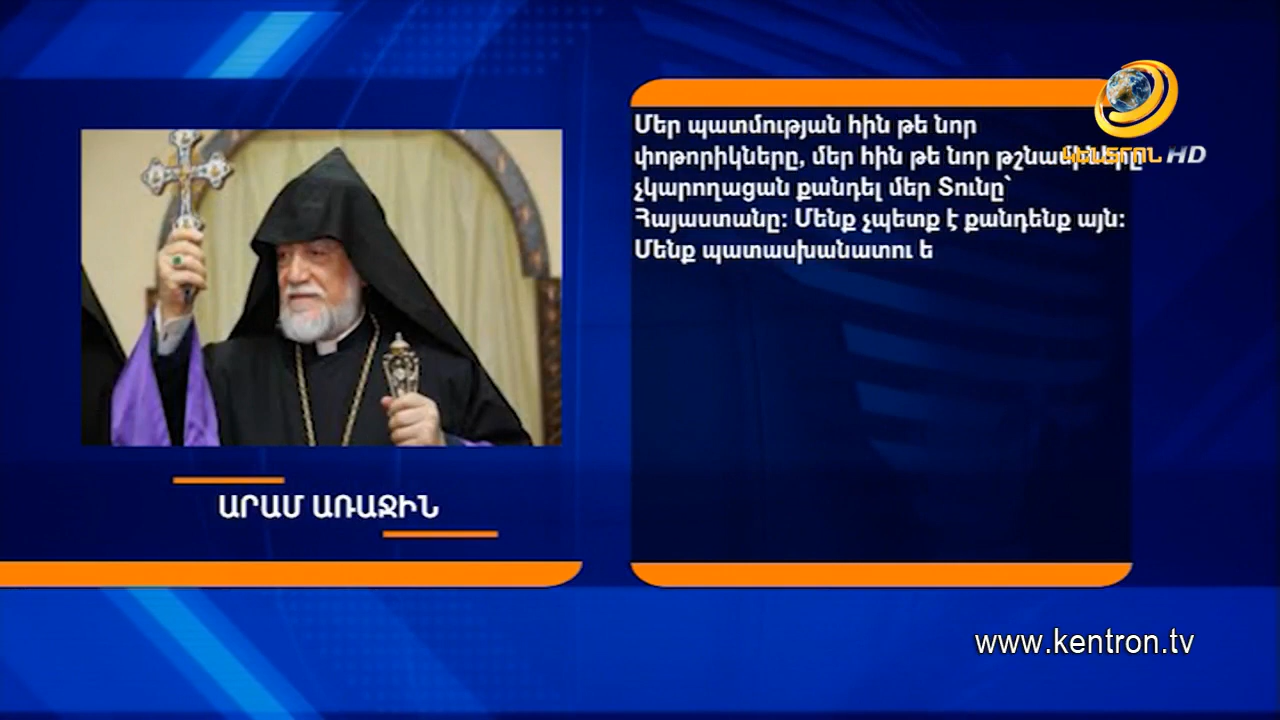 Մեր պատմության հին թե նոր
փոթորիկները, մեր հին թե նոր թշնամիները
չկարողացան քանդել մեր Տունը՝
Հայաստանը։ Մենք չպետք է քանդենք այն։
Մենք պատասխանատու ե
ԿԵՆՏՐՈՆ HD
ԱՐԱՄ ԱՌԱՋԻՆ
www.kentron.tv